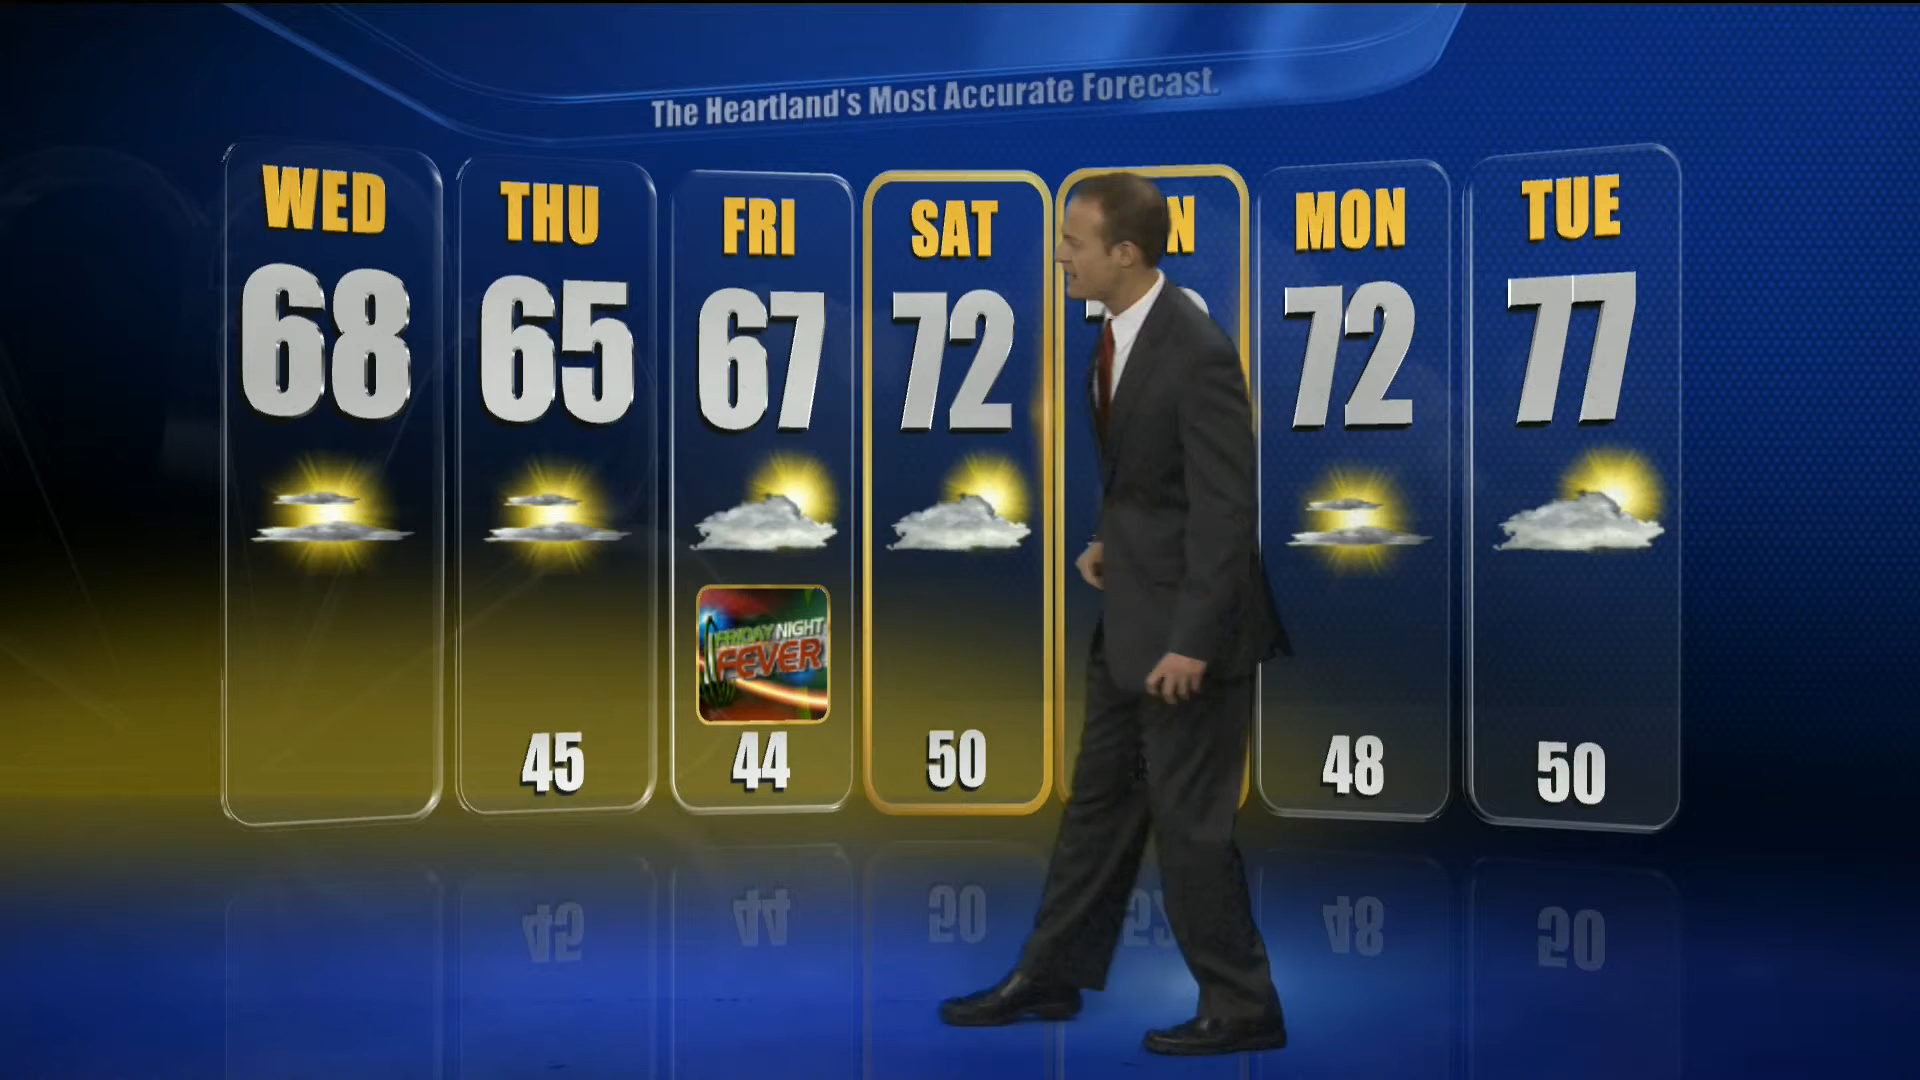 The Heartland's Most Accurate Forecast.
WED THU FRI SAT N MON TUE
68 65 67 72 72 77
FRIDAY NIGHT
FEVER
45 44 50 48 50